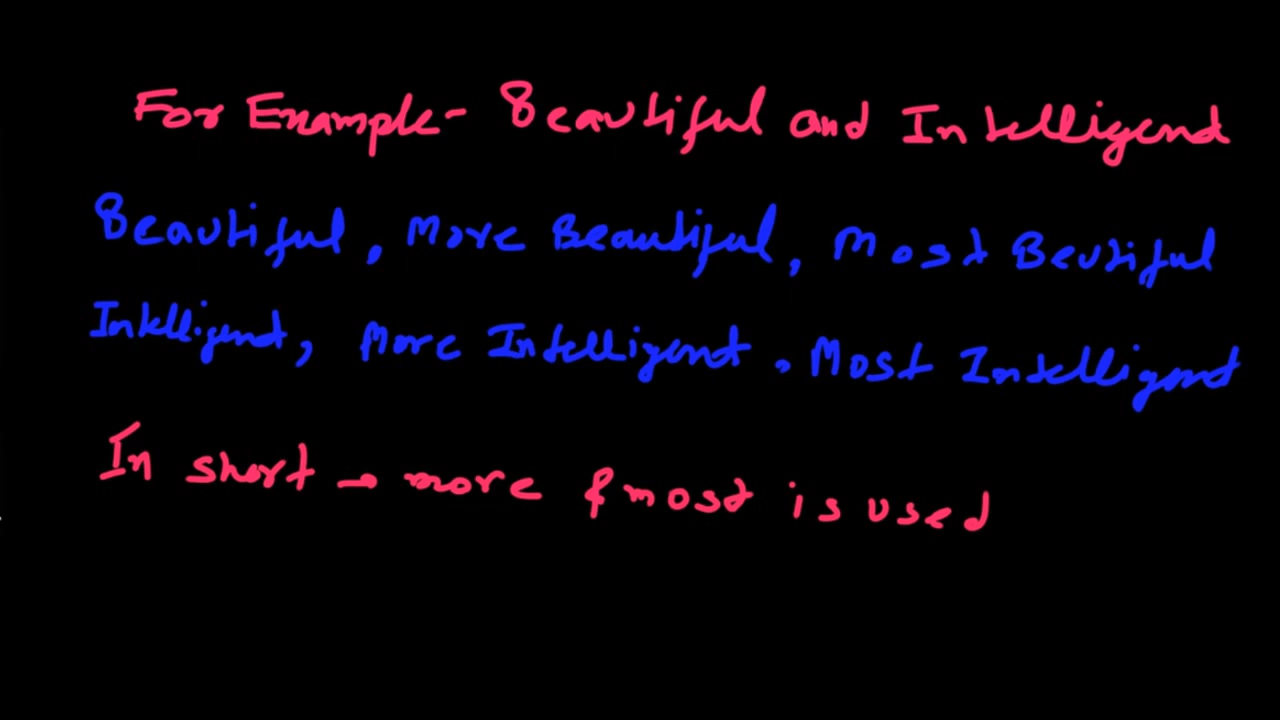 For Example- Beautiful and Intelligend
Beautiful, More Beautiful, Most Beutiful
Intelligent, More Intelligent, Most Intelligent
In short → more & most is used